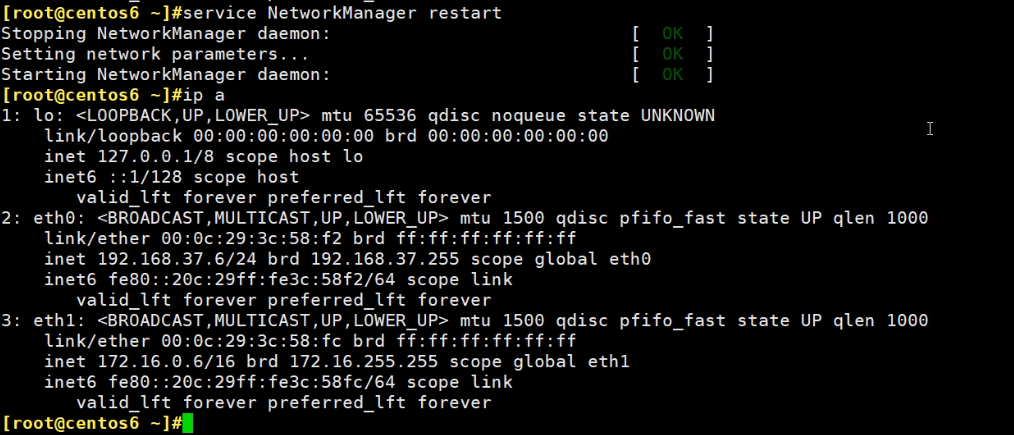 [root@centos6 ~]#service NetworkManager restart
Stopping NetworkManager daemon:                            [  OK  ]
Setting network parameters...                              [  OK  ]
Starting NetworkManager daemon:                            [  OK  ]
[root@centos6 ~]#ip a
1: lo: <LOOPBACK,UP,LOWER_UP> mtu 65536 qdisc noqueue state UNKNOWN
    link/loopback 00:00:00:00:00:00 brd 00:00:00:00:00:00
    inet 127.0.0.1/8 scope host lo
    inet6 ::1/128 scope host
       valid_lft forever preferred_lft forever
2: eth0: <BROADCAST,MULTICAST,UP,LOWER_UP> mtu 1500 qdisc pfifo_fast state UP qlen 1000
    link/ether 00:0c:29:3c:58:f2 brd ff:ff:ff:ff:ff:ff
    inet 192.168.37.6/24 brd 192.168.37.255 scope global eth0
    inet6 fe80::20c:29ff:fe3c:58f2/64 scope link
       valid_lft forever preferred_lft forever
3: eth1: <BROADCAST,MULTICAST,UP,LOWER_UP> mtu 1500 qdisc pfifo_fast state UP qlen 1000
    link/ether 00:0c:29:3c:58:fc brd ff:ff:ff:ff:ff:ff
    inet 172.16.0.6/16 brd 172.16.255.255 scope global eth1
    inet6 fe80::20c:29ff:fe3c:58fc/64 scope link
       valid_lft forever preferred_lft forever
[root@centos6 ~]#